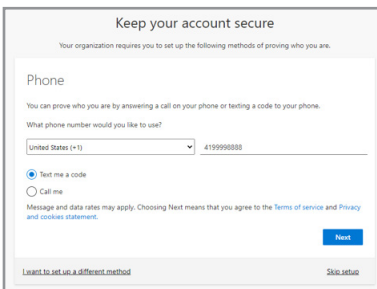 Keep your account secure
Your organization requires you to set up the following methods of proving who you are.
Phone
You can prove who you are by answering a call on your phone or texting a code to your phone.
What phone number would you like to use?
United States (+1) 4199998888
Text me a code
Call me
Message and data rates may apply. Choosing Next means that you agree to the Terms of service and Privacy
and cookies statement.
Next
I want to set up a different method Skip setup